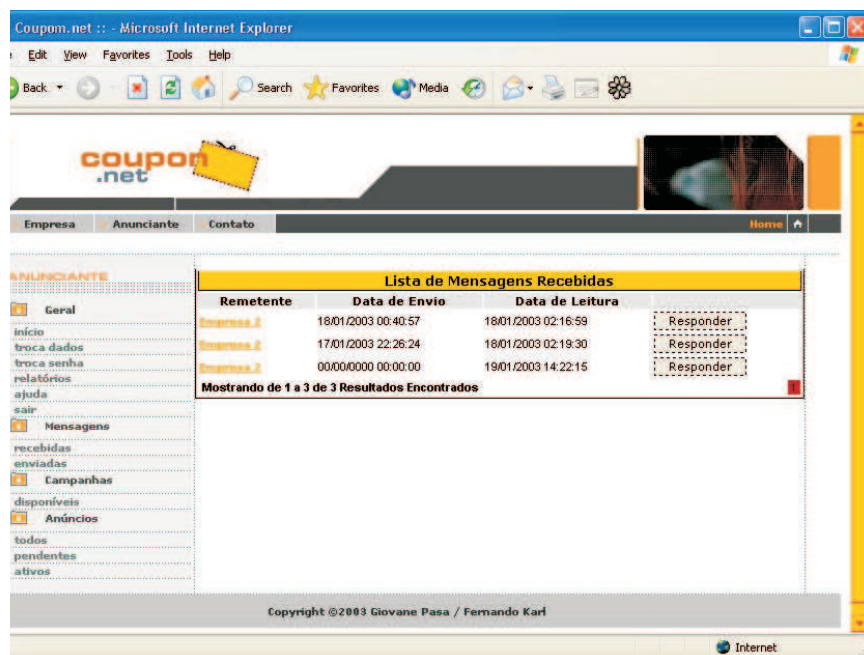 Coupom.net :: - Microsoft Internet Explorer
Edit View Favorites Tools Help
Back Search Favorites Media
coupon
.net
Empresa Anunciante Contato Home
ANUNCIANTE
Geral
início
troca dados
troca senha
relatórios
ajuda
sair
Mensagens
recebidas
enviadas
Campanhas
disponíveis
Anúncios
todos
pendentes
ativos
Lista de Mensagens Recebidas
Remetente Data de Envio Data de Leitura
Empresa 2 18/01/2003 00:40:57 18/01/2003 02:16:59 Responder
Empresa 2 17/01/2003 22:26:24 18/01/2003 02:19:30 Responder
Empresa 2 00/00/0000 00:00:00 19/01/2003 14:22:15 Responder
Mostrando de 1 a 3 de 3 Resultados Encontrados 1
Copyright ©2003 Giovane Pasa / Fernando Karl
Internet